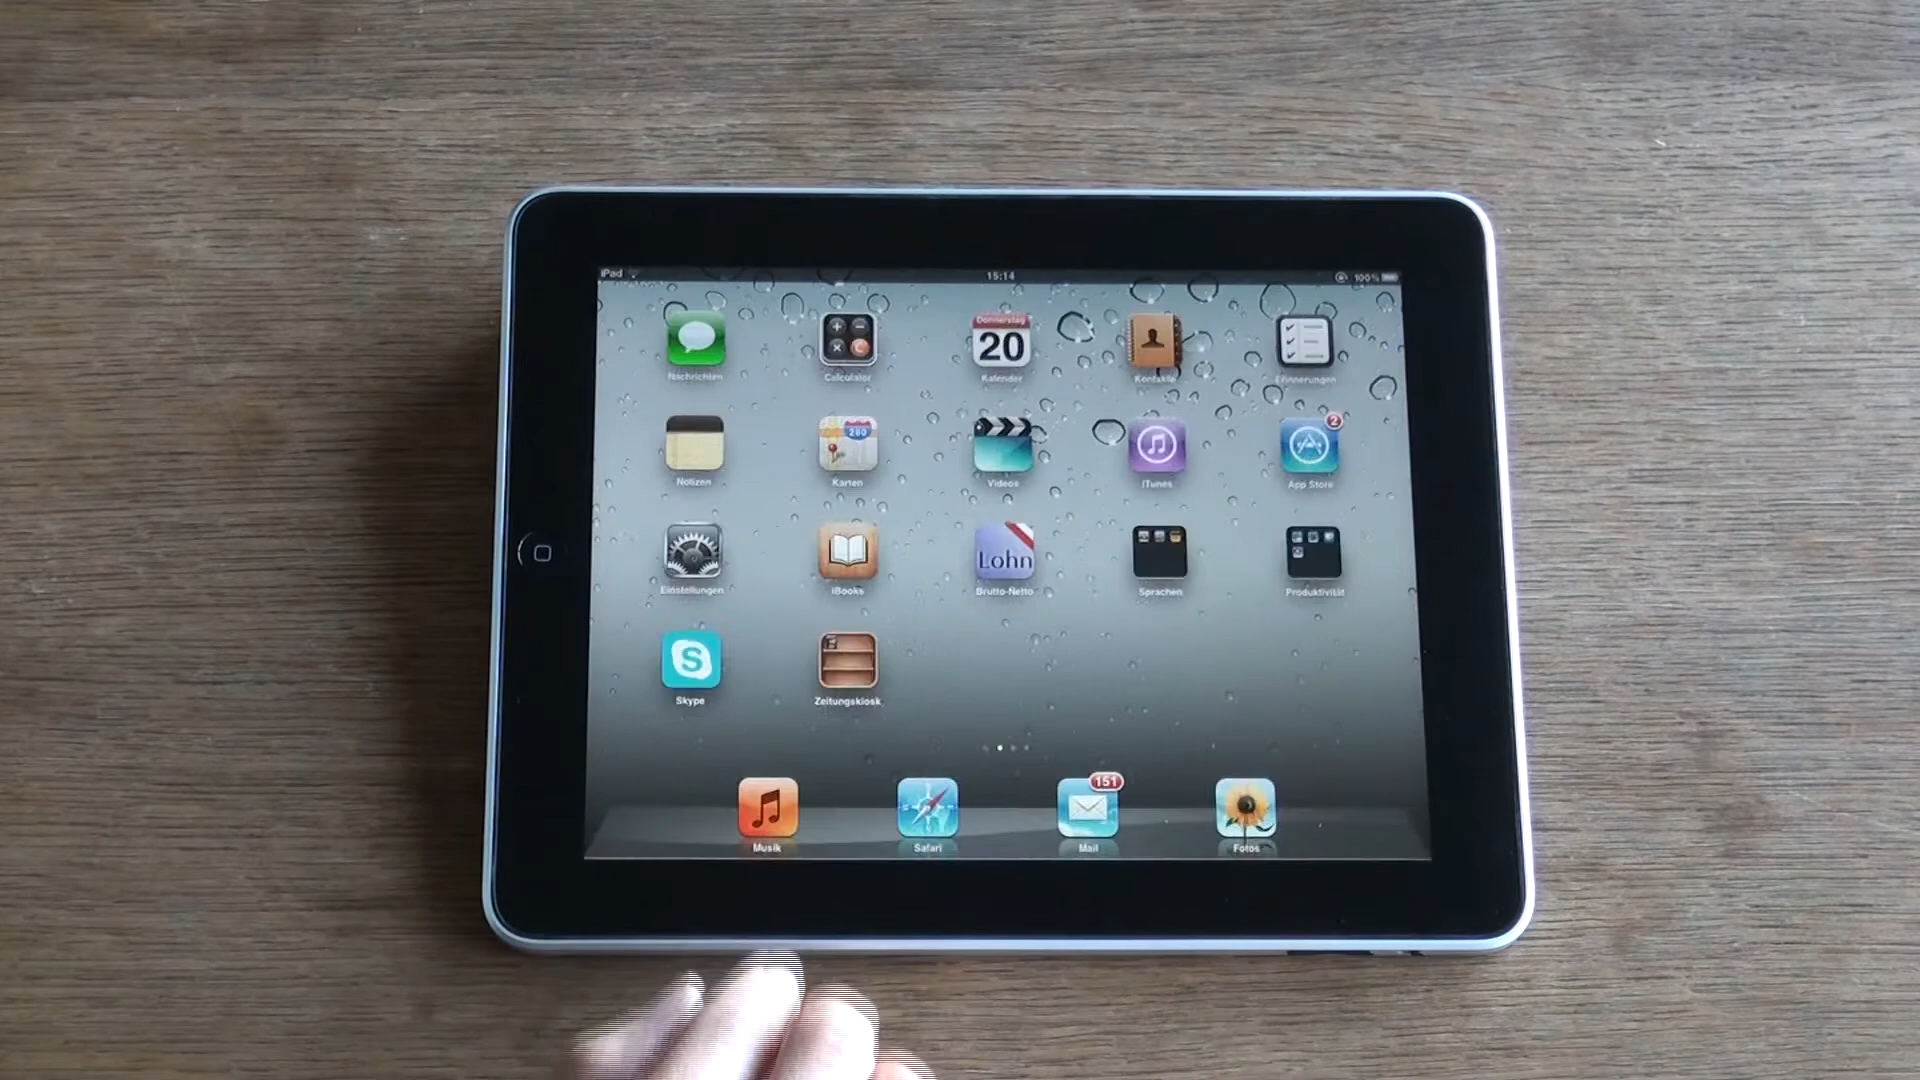 iPad
15:14
100%
Nachrichten
Calculator
Donnerstag
20
Kalender
Kontakte
Erinnerungen
Notizen
280
Karten
Videos
iTunes
2
App Store
Einstellungen
iBooks
Lohn
Brutto-Netto
Sprachen
Produktivität
S
Skype
Zeitungskiosk
Musik
Safari
151
Mail
Fotos